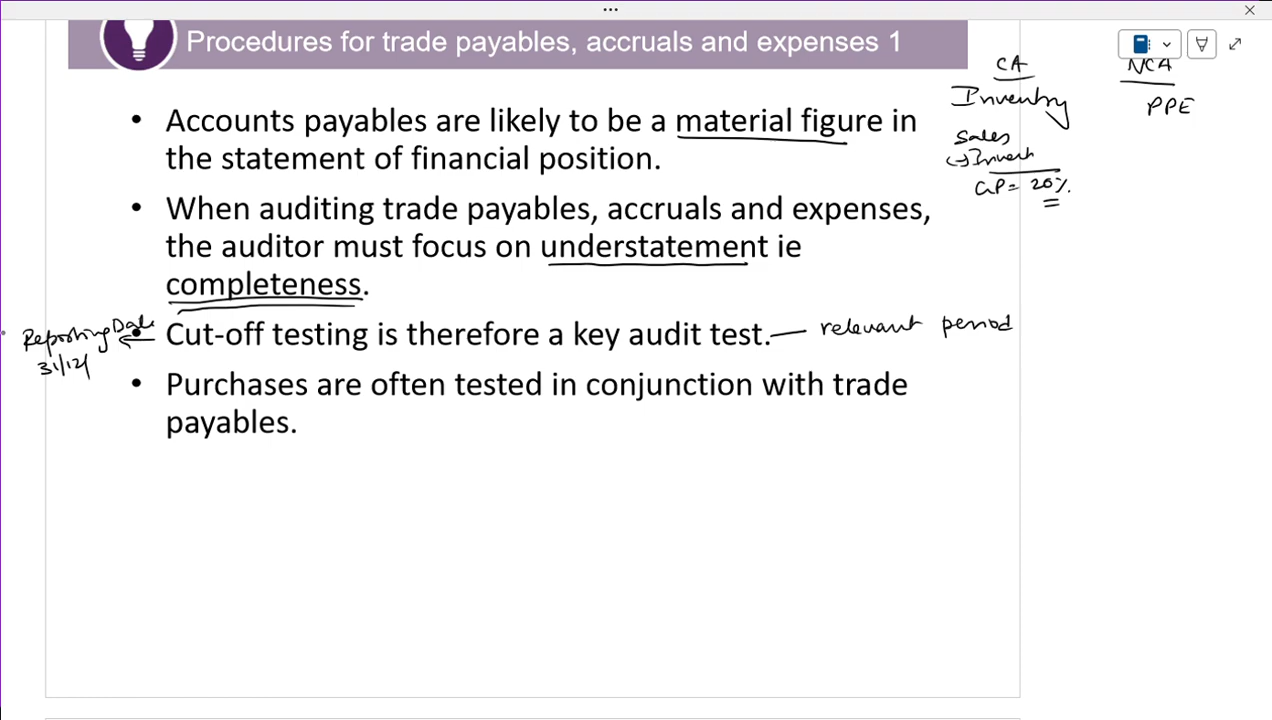 Procedures for trade payables, accruals and expenses 1
CA
NCA
Inventory
PPE
Sales
GP = 20%.
• Accounts payables are likely to be a material figure in
the statement of financial position.
• When auditing trade payables, accruals and expenses,
the auditor must focus on understatement ie
completeness.
Reporting Date
31/12/
• Cut-off testing is therefore a key audit test. — relevant period
• Purchases are often tested in conjunction with trade
payables.